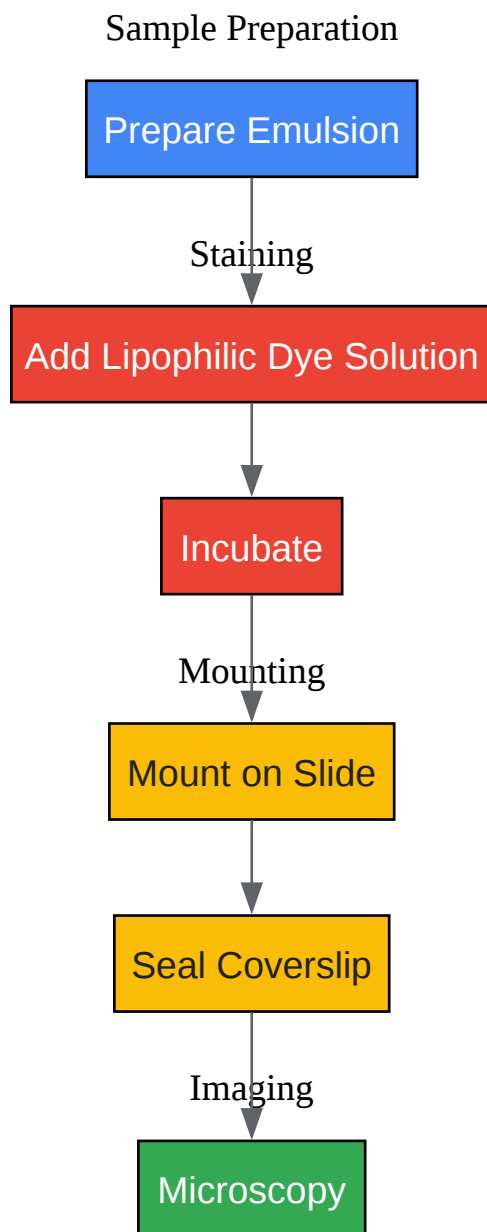 Sample Preparation
Prepare Emulsion
Staining
Add Lipophilic Dye Solution
Incubate
Mounting
Mount on Slide
Seal Coverslip
Imaging
Microscopy